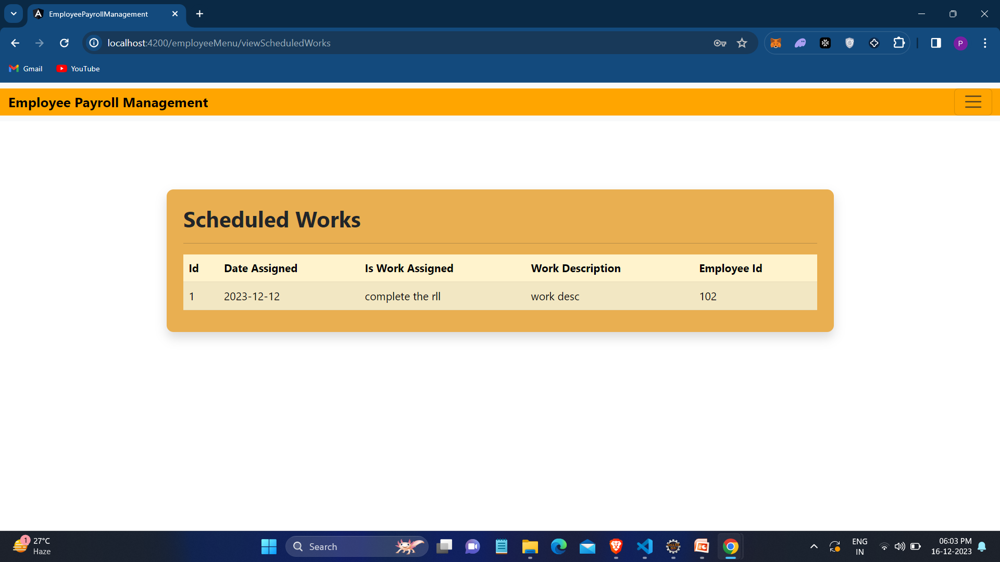 EmployeePayrollManagement
localhost:4200/employeeMenu/viewScheduledWorks
P
Gmail YouTube
Employee Payroll Management
Scheduled Works
Id Date Assigned Is Work Assigned Work Description Employee Id
1 2023-12-12 complete the rll work desc 102
1
27°C
Haze
Search
ENG
IN
06:03 PM
16-12-2023